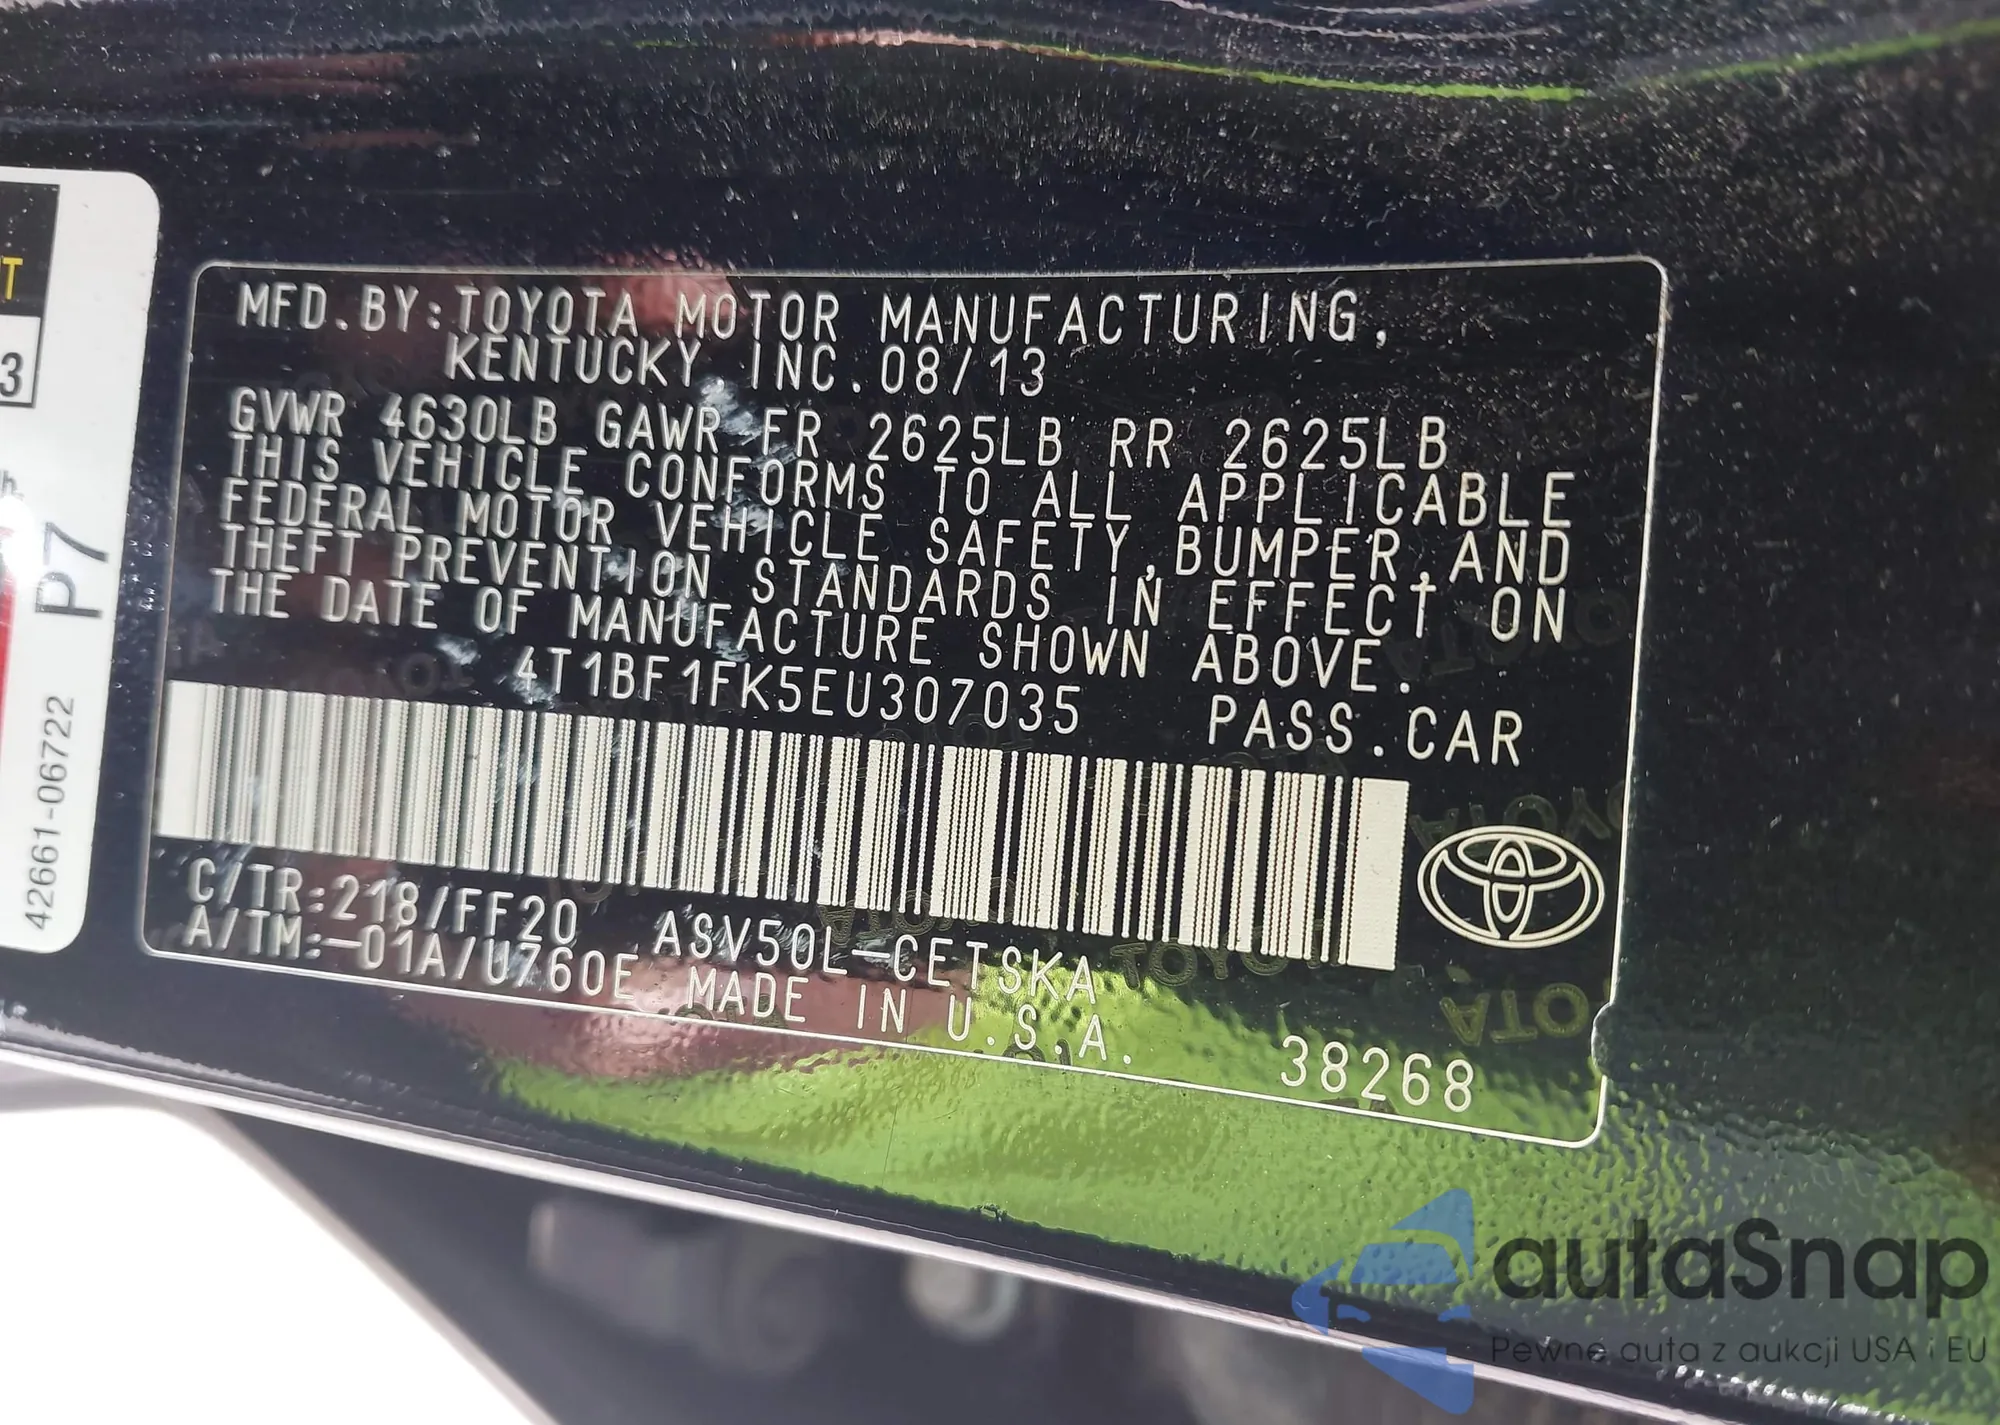 MFD.BY:TOYOTA MOTOR MANUFACTURING,
KENTUCKY, INC.08/13
GVWR 4630LB GAWR FR 2625LB RR 2625LB
THIS VEHICLE CONFORMS TO ALL APPLICABLE
FEDERAL MOTOR VEHICLE SAFETY,BUMPER,AND
THEFT PREVENTION STANDARDS IN EFFECT ON
THE DATE OF MANUFACTURE SHOWN ABOVE.
4T1BF1FK5EU307035 PASS.CAR
C/TR:218/FF20 ASV50L-CETSKA
A/TM:-01A/U760E MADE IN U.S.A.
38268
P7
42661-06722
3
T
autaSnap
Pewne auta z aukcji USA i EU